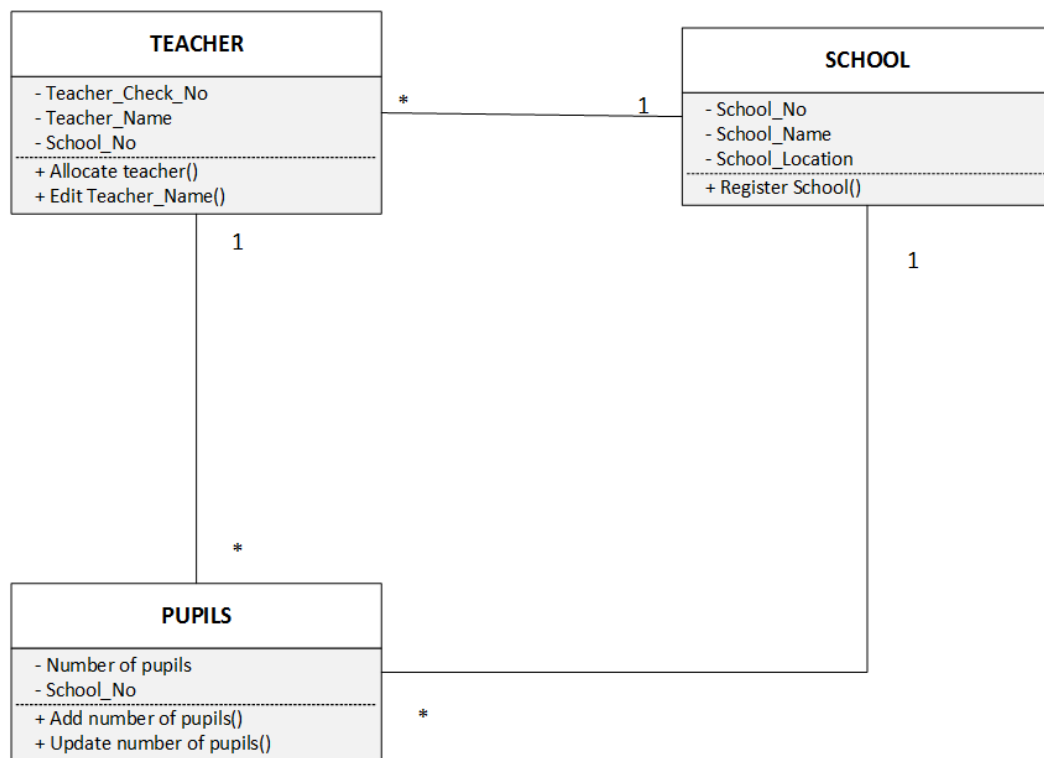 TEACHER
- Teacher_Check_No
- Teacher_Name
- School_No
+ Allocate teacher()
+ Edit Teacher_Name()
*
1
SCHOOL
- School_No
- School_Name
- School_Location
+ Register School()
1
1
*
PUPILS
- Number of pupils
- School_No
+ Add number of pupils()
+ Update number of pupils()
*